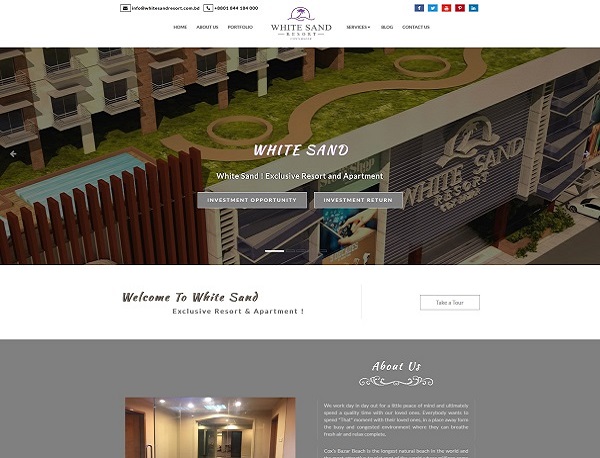 info@whitesandresort.com.bd +8801 844 184 000
HOME ABOUT US PORTFOLIO
WHITE SAND
RESORT
SERVICES BLOG CONTACT US
WHITE SAND
White Sand ! Exclusive Resort and Apartment
INVESTMENT OPPORTUNITY INVESTMENT RETURN
WHITE SAND
RESORT
Welcome To White Sand
Exclusive Resort & Apartment !
Take a Tour
About Us
We work day in day out for a little peace of mind and ultimately
spend a quality time with our loved ones. Everybody wants to
spend "That" moment with their loved ones, in a place away form
the busy and congested environment where they can breathe
fresh air and relax complete.
Cox's Bazar Beach is the longest natural beach in the world and